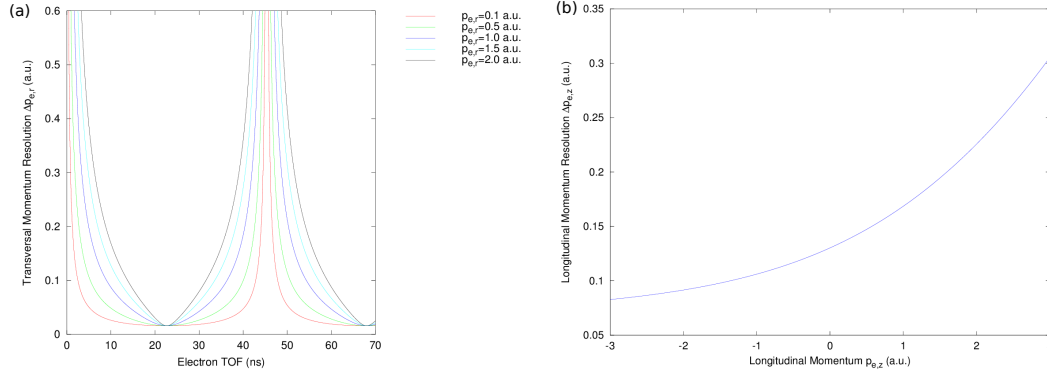 (a)
0.6
0.5
0.4
0.3
0.2
0.1
0
Transversal Momentum Resolution Δp_e,r (a.u.)
0 10 20 30 40 50 60 70
Electron TOF (ns)
p_e,r=0.1 a.u.
p_e,r=0.5 a.u.
p_e,r=1.0 a.u.
p_e,r=1.5 a.u.
p_e,r=2.0 a.u.
(b)
0.35
0.3
0.25
0.2
0.15
0.1
0.05
Longitudinal Momentum Resolution Δp_e,z (a.u.)
-3 -2 -1 0 1 2
Longitudinal Momentum p_e,z (a.u.)